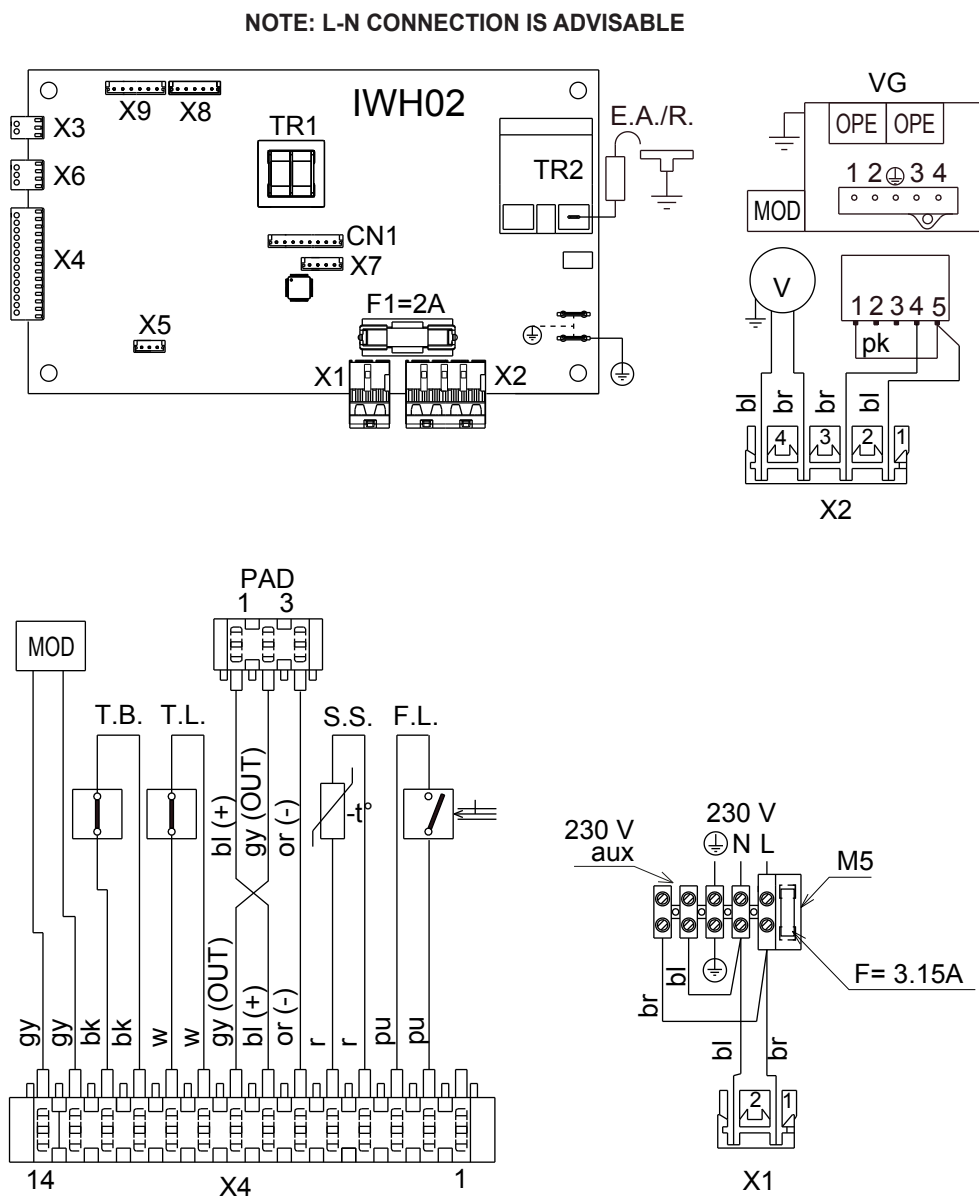 NOTE: L-N CONNECTION IS ADVISABLE
X9 X8
IWH02
X3
TR1
E.A./R.
X6
TR2
X4
CN1
X7
F1=2A
X5
X1
X2
VG
OPE OPE
1 2 3 4
MOD
V
1 2 3 4 5
pk
bl br br bl
4 3 2 1
X2
PAD
1 3
MOD
T.B. T.L. S.S. F.L.
bl (+) gy (OUT) or (-)
-t°
gy gy bk bk w w gy (OUT) bl (+) or (-) r r pu pu
14 1
X4
230 V
aux
230 V
N L
M5
F= 3.15A
br bl
bl br
2 1
X1